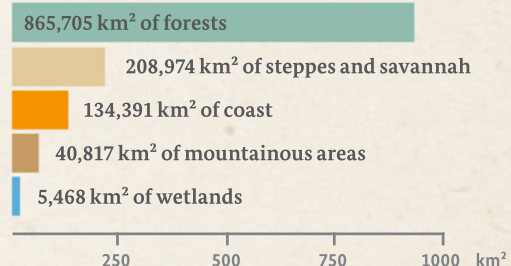 865,705 km² of forests
208,974 km² of steppes and savannah
134,391 km² of coast
40,817 km² of mountainous areas
5,468 km² of wetlands
250 500 750 1000 km²